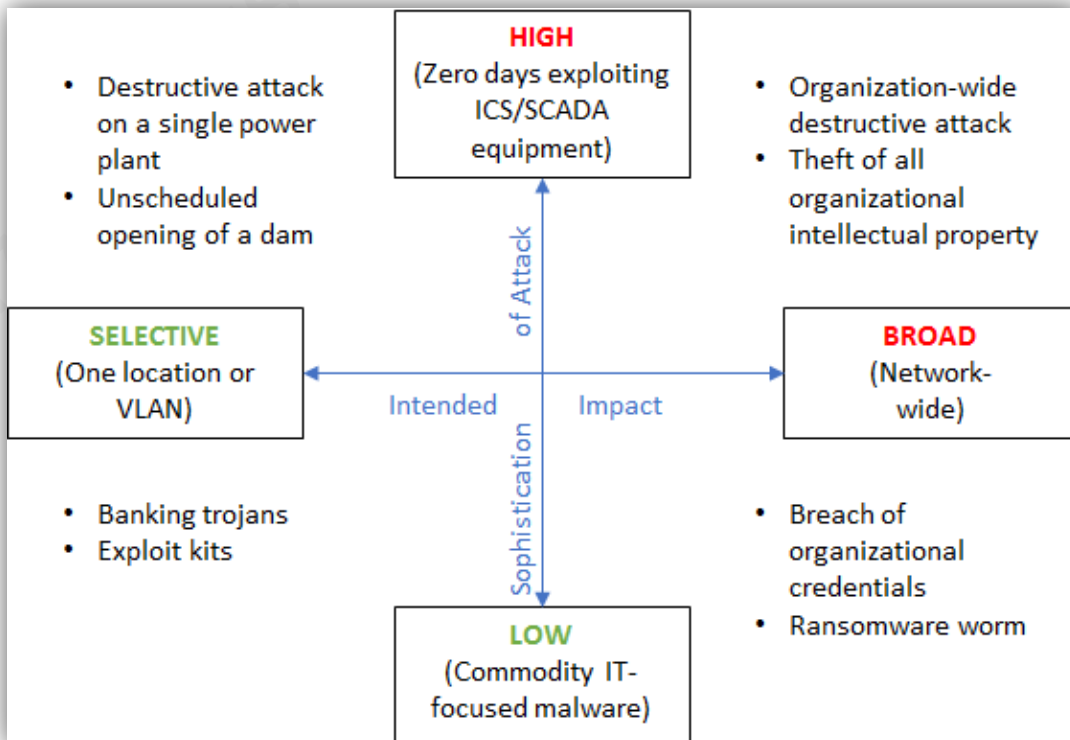 HIGH
(Zero days exploiting
ICS/SCADA
equipment)
• Destructive attack
on a single power
plant
• Unscheduled
opening of a dam
• Organization-wide
destructive attack
• Theft of all
organizational
intellectual property
of Attack
SELECTIVE
(One location or
VLAN)
Intended Impact
BROAD
(Network-
wide)
Sophistication
• Banking trojans
• Exploit kits
• Breach of
organizational
credentials
• Ransomware worm
LOW
(Commodity IT-
focused malware)